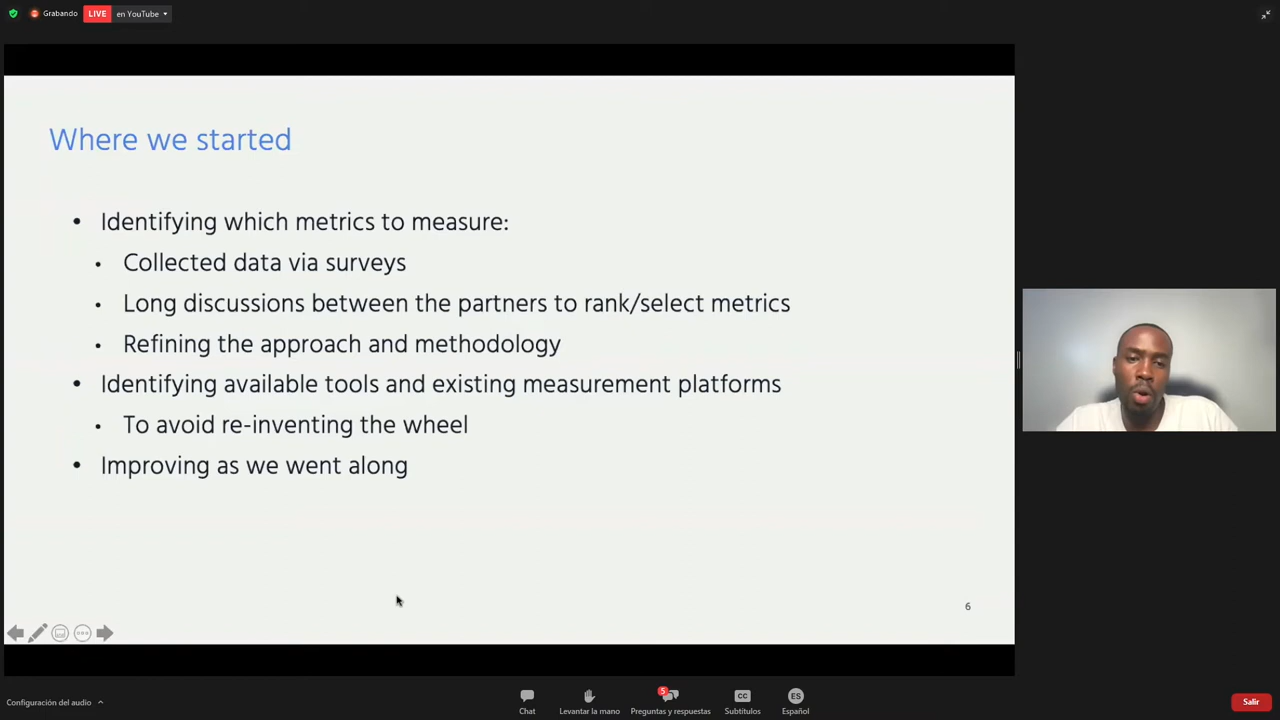 Grabando
LIVE en YouTube
Where we started
• Identifying which metrics to measure:
• Collected data via surveys
• Long discussions between the partners to rank/select metrics
• Refining the approach and methodology
• Identifying available tools and existing measurement platforms
• To avoid re-inventing the wheel
• Improving as we went along
6
Configuración del audio
Chat
Levantar la mano
5
Preguntas y respuestas
CC
Subtítulos
ES
Español
Salir